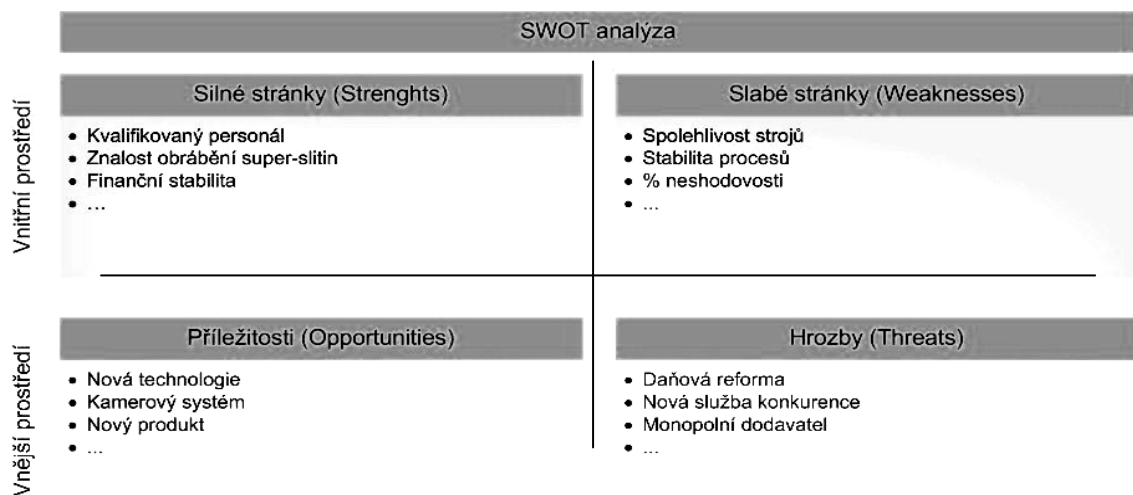 SWOT analýza
Vnitřní prostředí
Silné stránky (Strenghts)
• Kvalifikovaný personál
• Znalost obrábění super-slitin
• Finanční stabilita
• ...
Slabé stránky (Weaknesses)
• Spolehlivost strojů
• Stabilita procesů
• % neshodovosti
• ...
Vnější prostředí
Příležitosti (Opportunities)
• Nová technologie
• Kamerový systém
• Nový produkt
• ...
Hrozby (Threats)
• Daňová reforma
• Nová služba konkurence
• Monopolní dodavatel
• ...